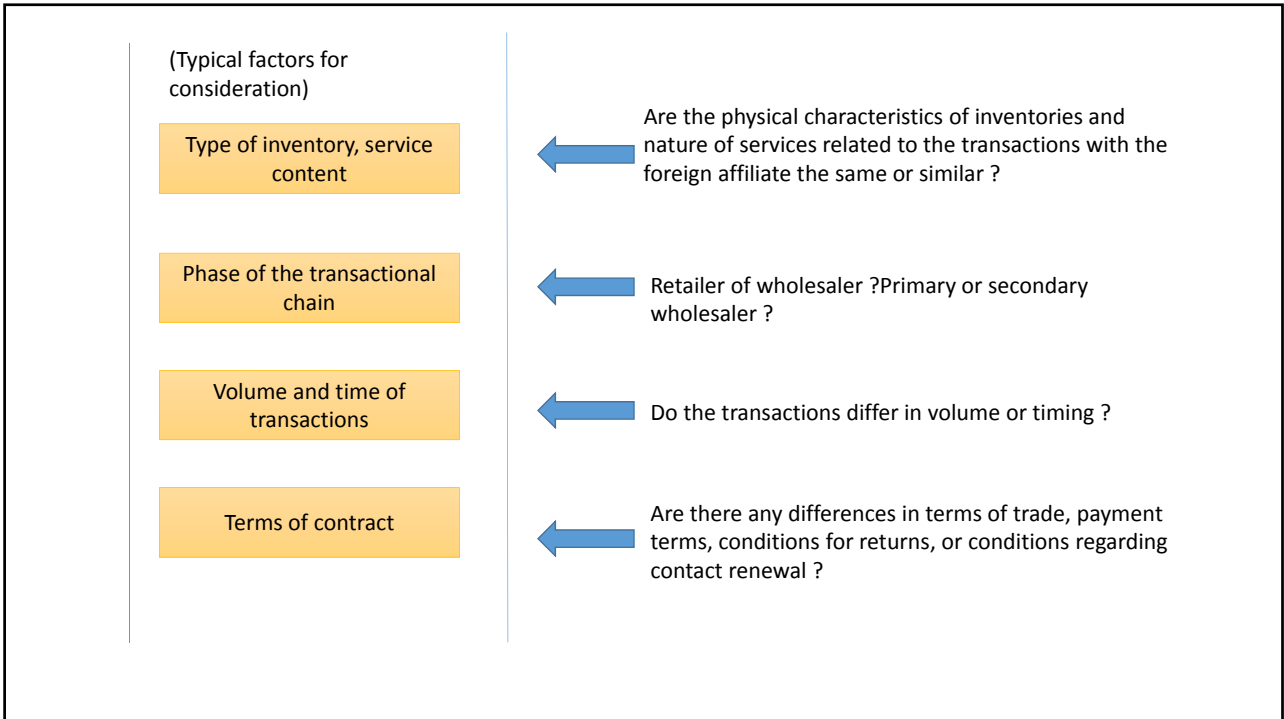 (Typical factors for
consideration)
Type of inventory, service
content
Are the physical characteristics of inventories and
nature of services related to the transactions with the
foreign affiliate the same or similar ?
Phase of the transactional
chain
Retailer of wholesaler ?Primary or secondary
wholesaler ?
Volume and time of
transactions
Do the transactions differ in volume or timing ?
Terms of contract
Are there any differences in terms of trade, payment
terms, conditions for returns, or conditions regarding
contact renewal ?